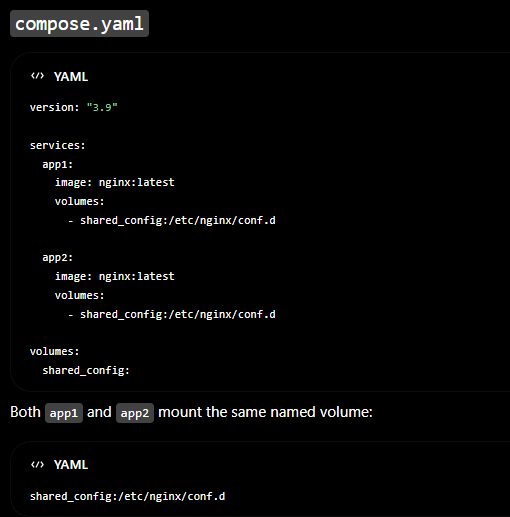 compose.yaml
</> YAML
version: "3.9"
services:
  app1:
    image: nginx:latest
    volumes:
      - shared_config:/etc/nginx/conf.d
  app2:
    image: nginx:latest
    volumes:
      - shared_config:/etc/nginx/conf.d
volumes:
  shared_config:
Both app1 and app2 mount the same named volume:
</> YAML
shared_config:/etc/nginx/conf.d